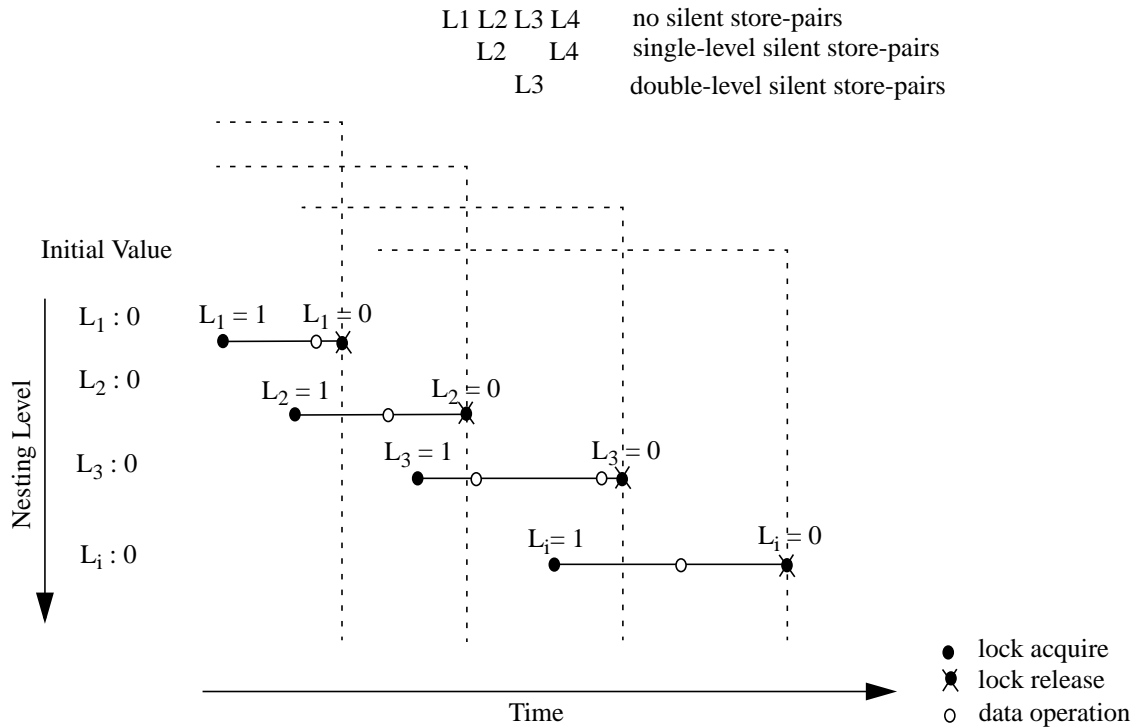 L1 L2 L3 L4 no silent store-pairs
L2 L4 single-level silent store-pairs
L3 double-level silent store-pairs
Initial Value
L1 : 0
L1 = 1
L1 = 0
L2 : 0
L2 = 1
L2 = 0
L3 : 0
L3 = 1
L3 = 0
Li : 0
Li= 1
Li = 0
Nesting Level
Time
lock acquire
lock release
data operation